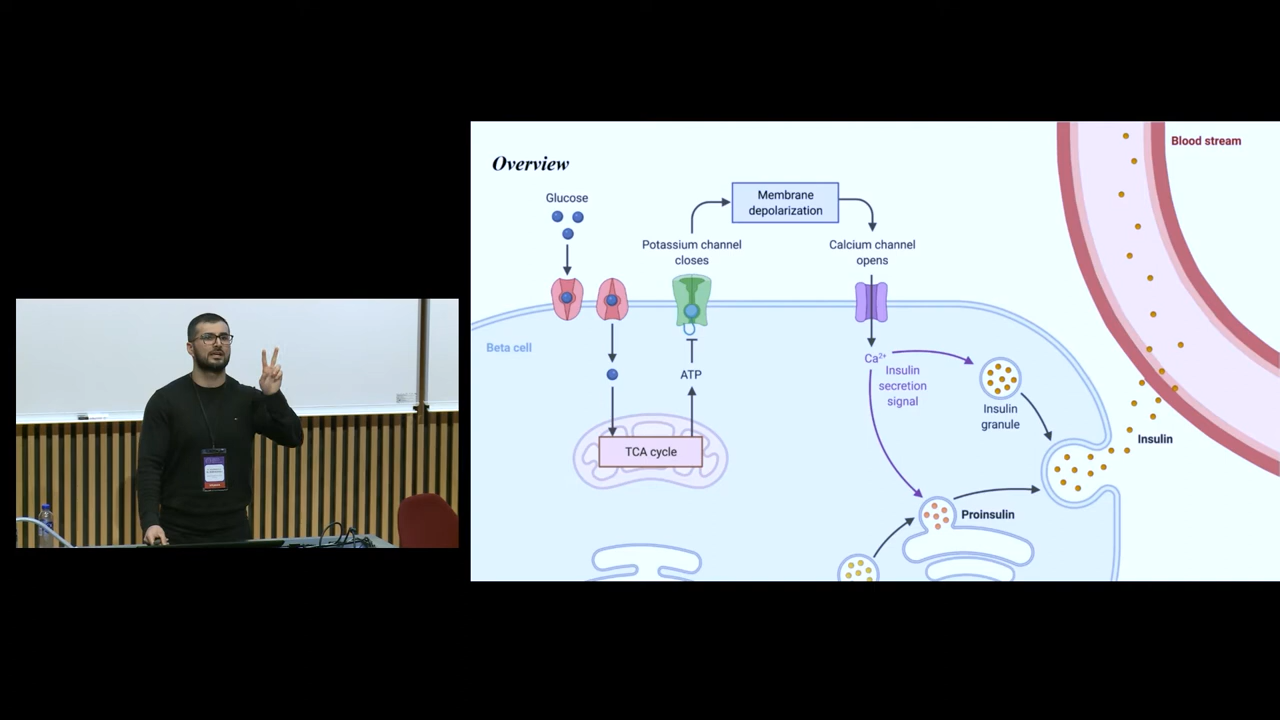 Overview
Blood stream
Glucose
Membrane
depolarization
Potassium channel
closes
Calcium channel
opens
Beta cell
Ca²⁺
Insulin
secretion
signal
ATP
Insulin
granule
TCA cycle
Insulin
Proinsulin